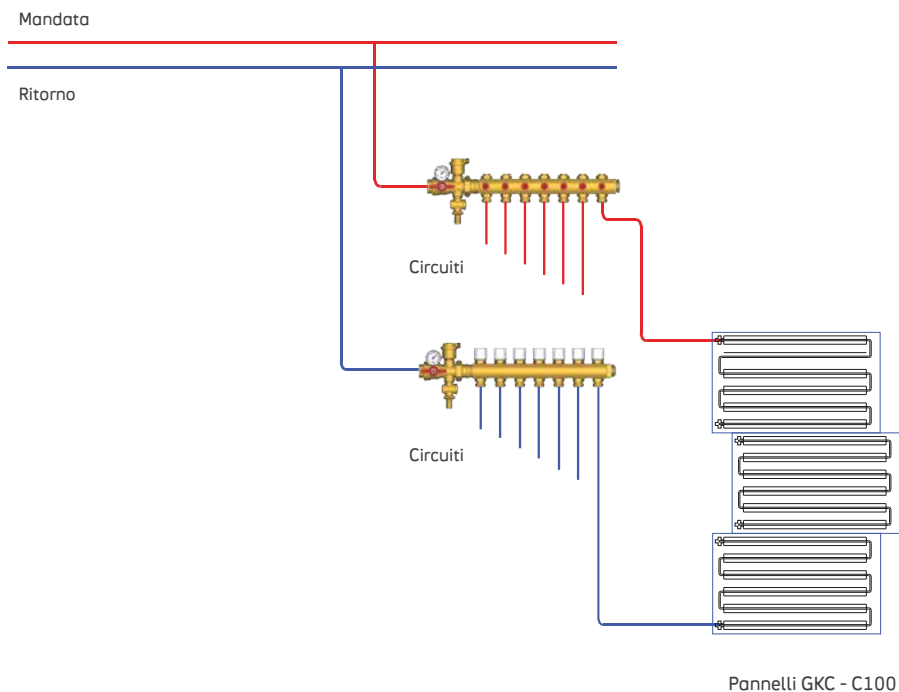 Mandata
Ritorno
Circuiti
Circuiti
Pannelli GKC - C100